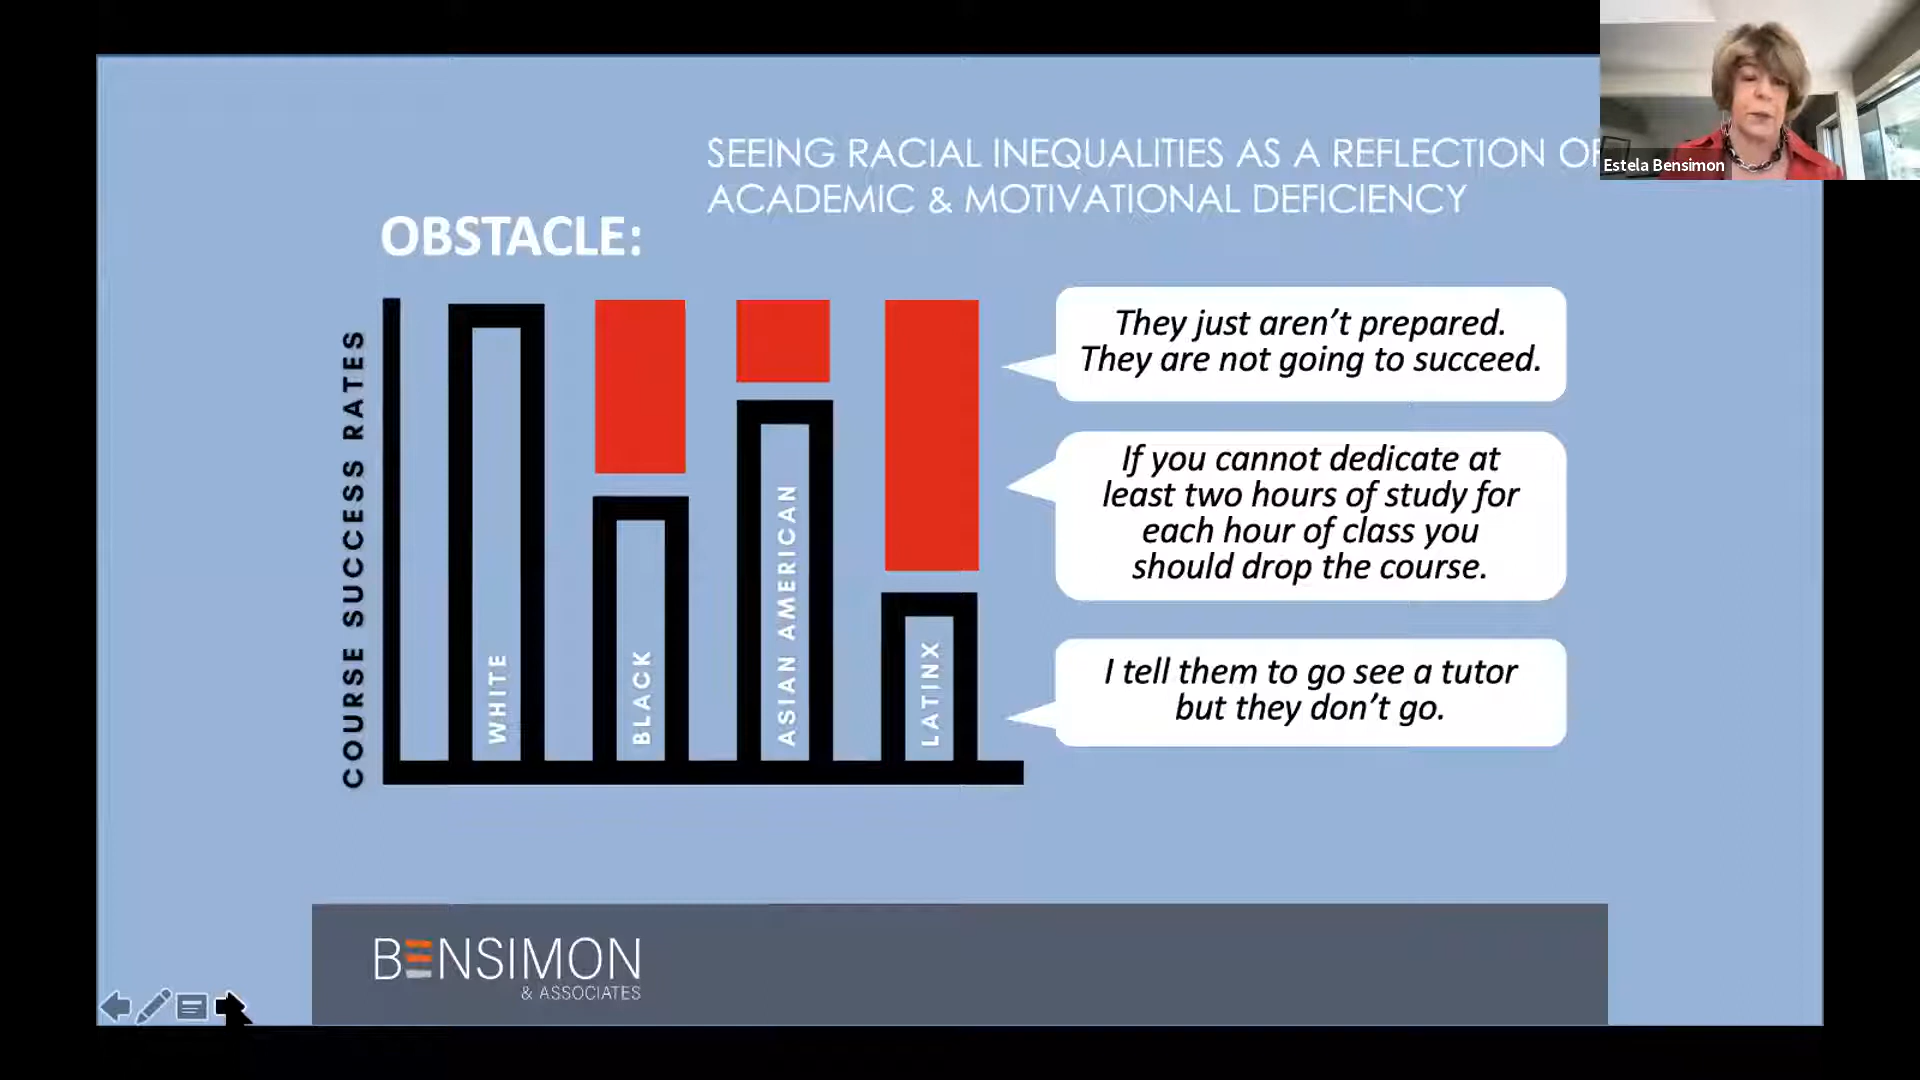 SEEING RACIAL INEQUALITIES AS A REFLECTION
ACADEMIC & MOTIVATIONAL DEFICIENCY
OBSTACLE:
Estela Bensimon
COURSE SUCCESS RATES
WHITE
BLACK
ASIAN AMERICAN
LATINX
They just aren’t prepared.
They are not going to succeed.
If you cannot dedicate at
least two hours of study for
each hour of class you
should drop the course.
I tell them to go see a tutor
but they don’t go.
BENSIMON
& ASSOCIATES